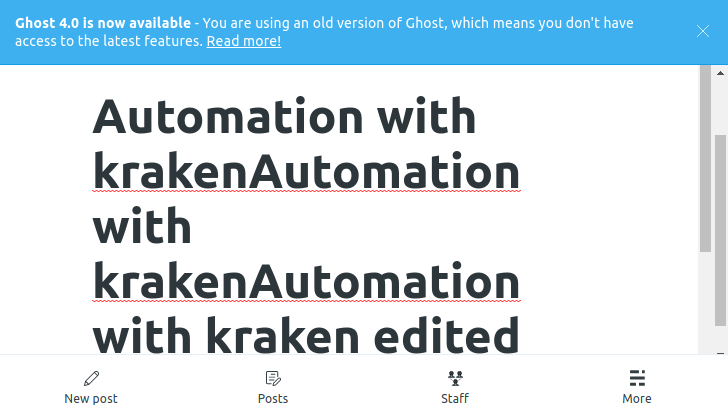 Ghost 4.0 is now available - You are using an old version of Ghost, which means you don't have
access to the latest features. Read more!
Automation with
krakenAutomation
with
krakenAutomation
with kraken edited
New post
Posts
Staff
More